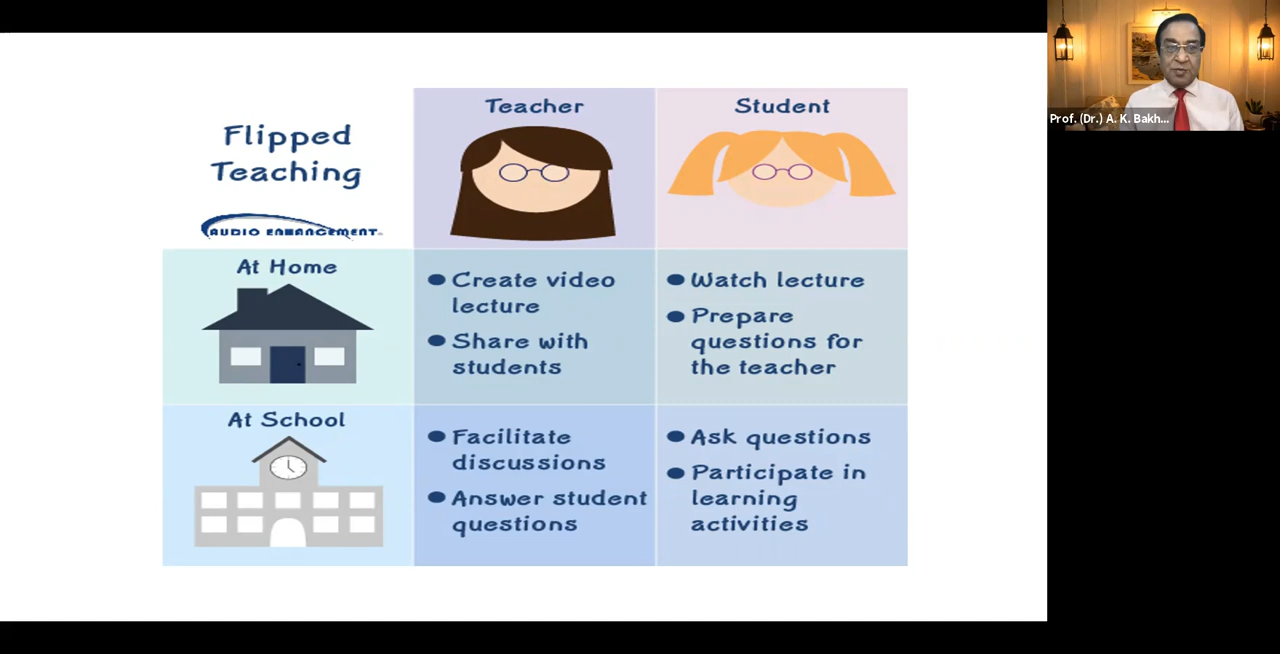 Flipped
Teaching
AUDIO ENHANCEMENT
Teacher
Student
At Home
● Create video
lecture
● Share with
students
● Watch lecture
● Prepare
questions for
the teacher
At School
● Facilitate
discussions
● Answer student
questions
● Ask questions
● Participate in
learning
activities
Prof. (Dr.) A. K. Bakh...